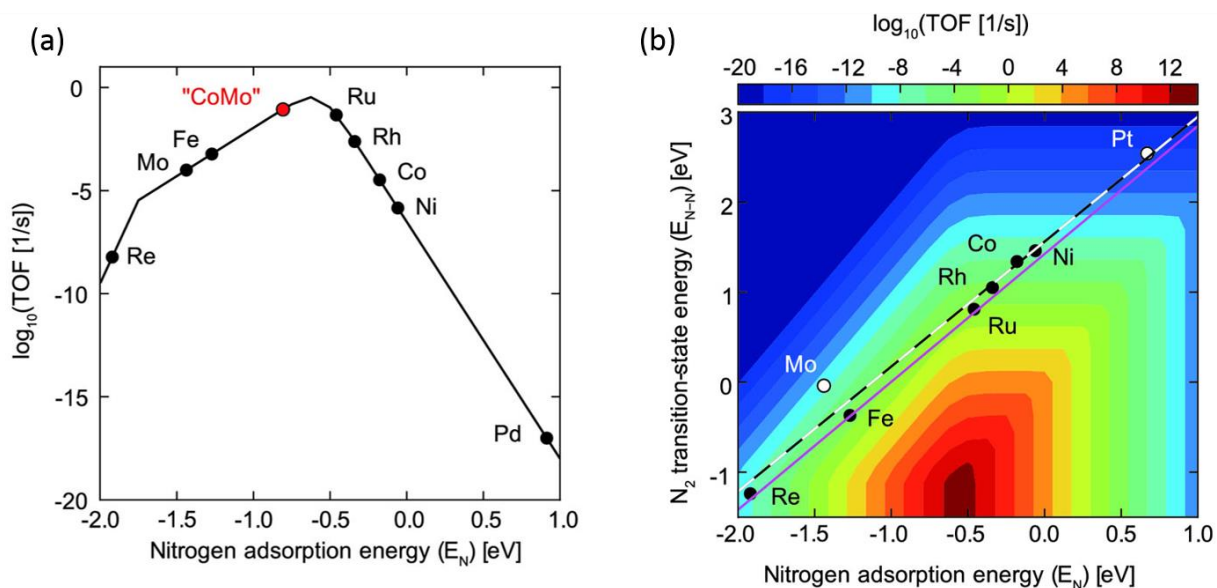 (a)
log₁₀(TOF [1/s])
0
-5
-10
-15
-20
"CoMo"
Ru
Fe
Rh
Mo
Co
Ni
Re
Pd
-2.0 -1.5 -1.0 -0.5 0.0 0.5 1.0
Nitrogen adsorption energy (E_N) [eV]
(b)
log₁₀(TOF [1/s])
-20 -16 -12 -8 -4 0 4 8 12
N₂ transition-state energy (E_N–N) [eV]
3
2
1
0
-1
Pt
Co
Ni
Rh
Ru
Mo
Fe
Re
-2.0 -1.5 -1.0 -0.5 0.0 0.5 1.0
Nitrogen adsorption energy (E_N) [eV]